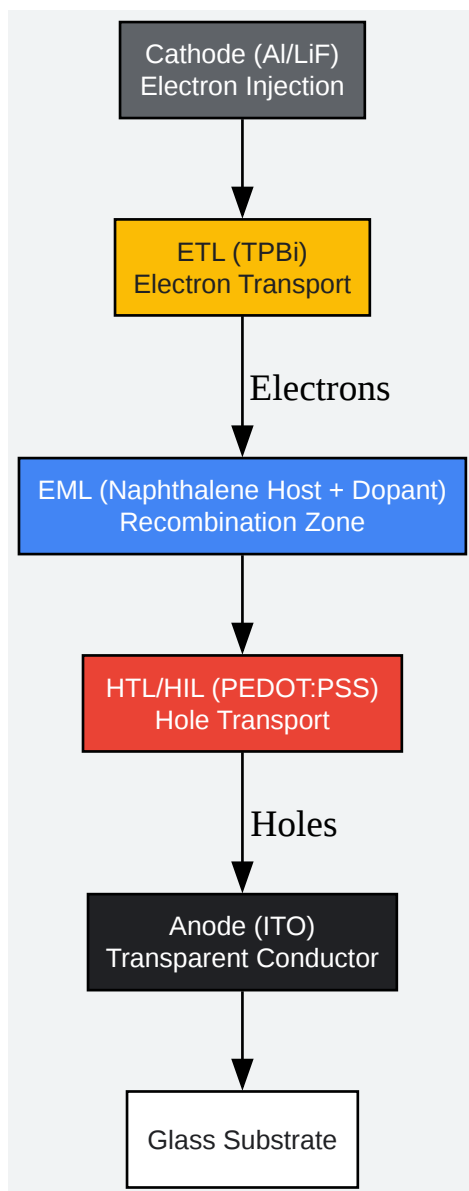 Cathode (Al/LiF)
Electron Injection
ETL (TPBi)
Electron Transport
Electrons
EML (Naphthalene Host + Dopant)
Recombination Zone
HTL/HIL (PEDOT:PSS)
Hole Transport
Holes
Anode (ITO)
Transparent Conductor
Glass Substrate